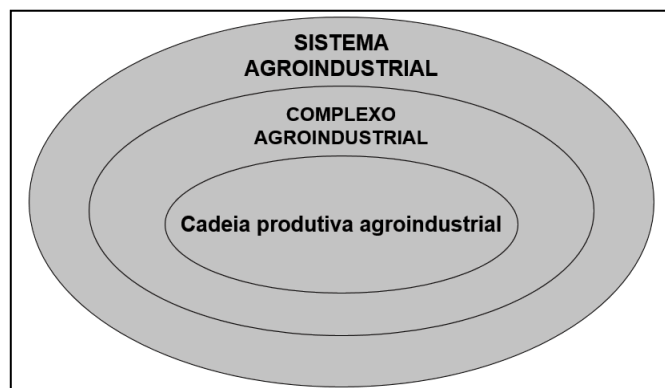 SISTEMA
AGROINDUSTRIAL
COMPLEXO
AGROINDUSTRIAL
Cadeia produtiva agroindustrial